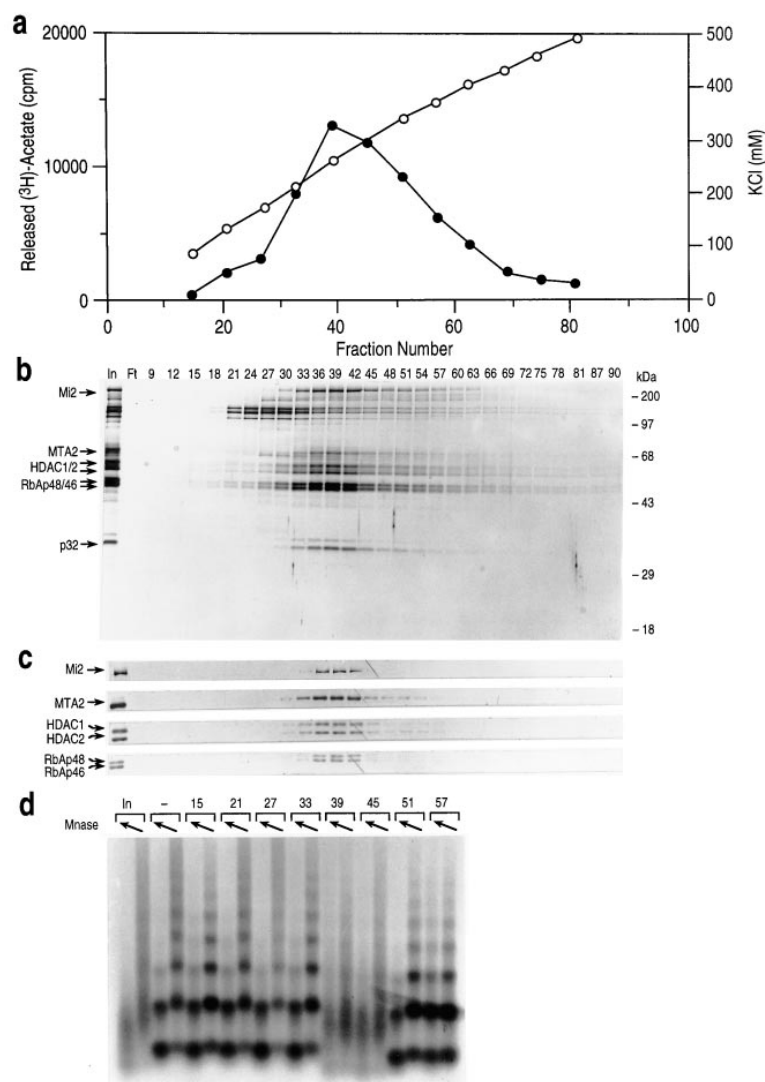 a
20000
10000
0
Released (³H)-Acetate (cpm)
500
400
300
200
100
0
KCl (mM)
0 20 40 60 80 100
Fraction Number
b
In Ft 9 12 15 18 21 24 27 30 33 36 39 42 45 48 51 54 57 60 63 66 69 72 75 78 81 87 90 kDa
Mi2
MTA2
HDAC1/2
RbAp48/46
p32
- 200
- 97
- 68
- 43
- 29
- 18
c
Mi2
MTA2
HDAC1
HDAC2
RbAp48
RbAp46
d
In – 15 21 27 33 39 45 51 57
Mnase